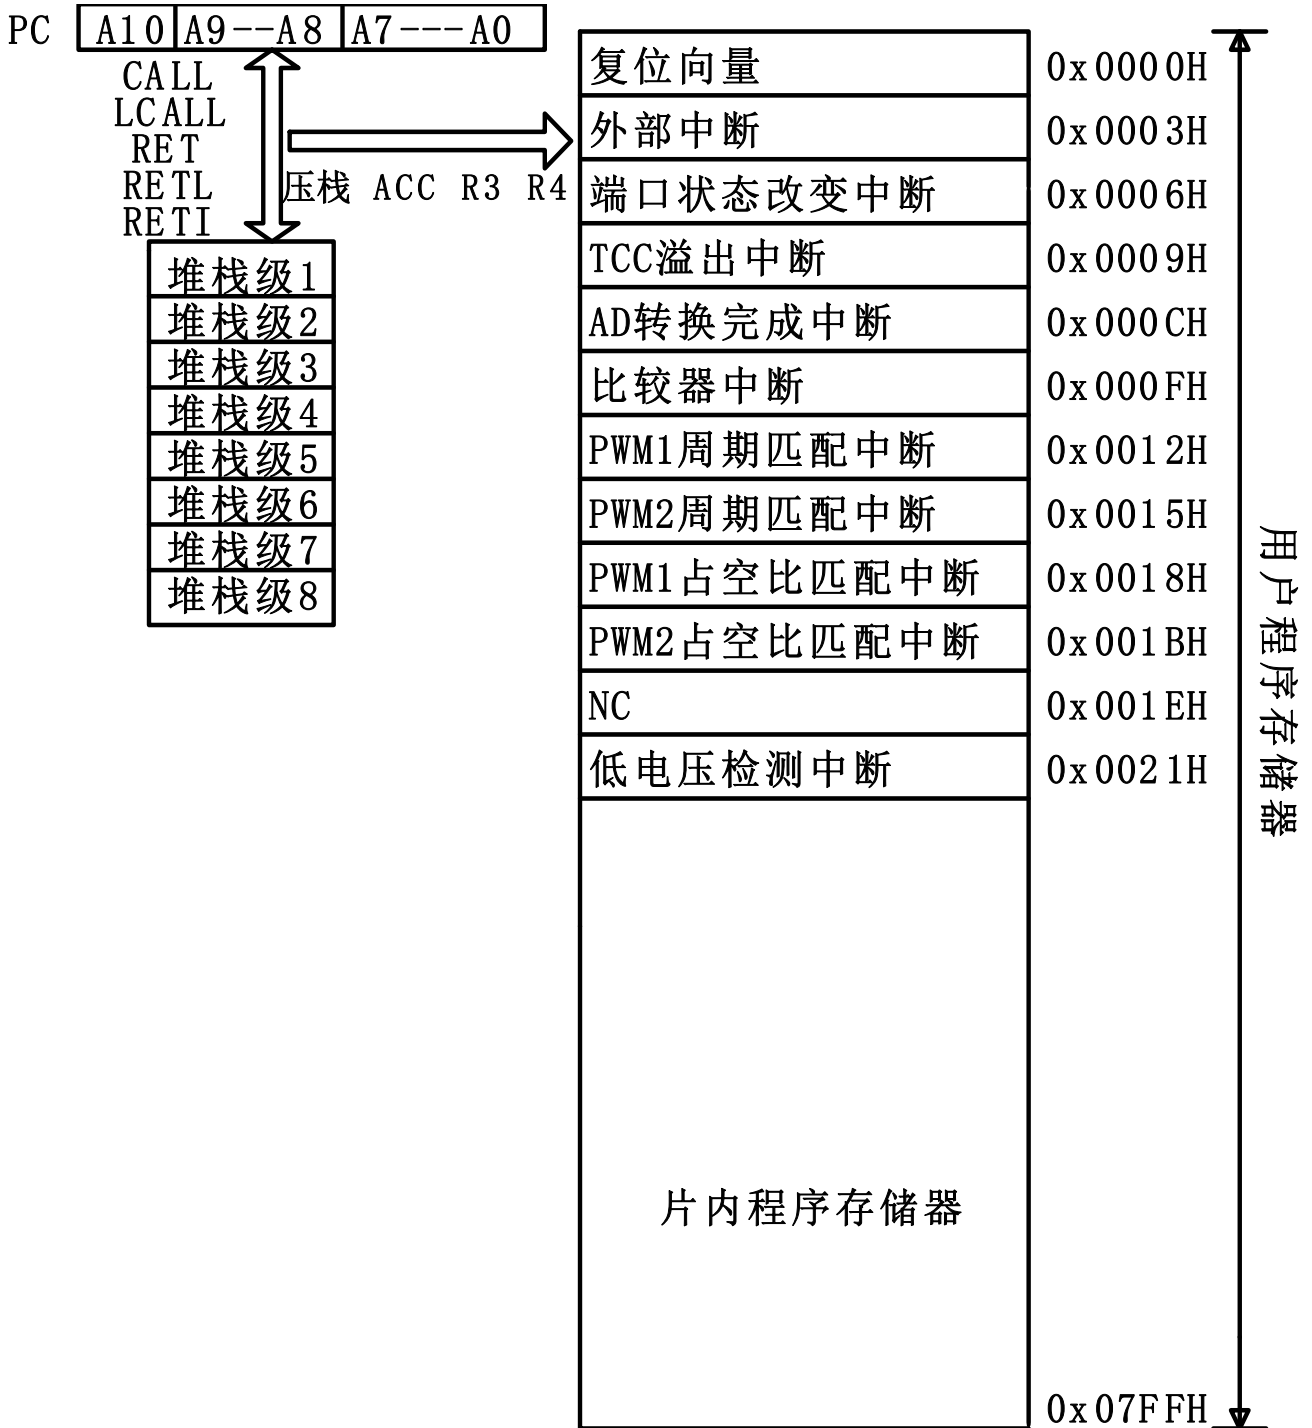 PC A10 A9--A8 A7---A0
CALL
LCALL
RET
RETL
RETI
压栈 ACC R3 R4
堆栈级1
堆栈级2
堆栈级3
堆栈级4
堆栈级5
堆栈级6
堆栈级7
堆栈级8
复位向量 0x0000H
外部中断 0x0003H
端口状态改变中断 0x0006H
TCC溢出中断 0x0009H
AD转换完成中断 0x000CH
比较器中断 0x000FH
PWM1周期匹配中断 0x0012H
PWM2周期匹配中断 0x0015H
PWM1占空比匹配中断 0x0018H
PWM2占空比匹配中断 0x001BH
NC 0x001EH
低电压检测中断 0x0021H
片内程序存储器
0x07FFH
用户程序存储器